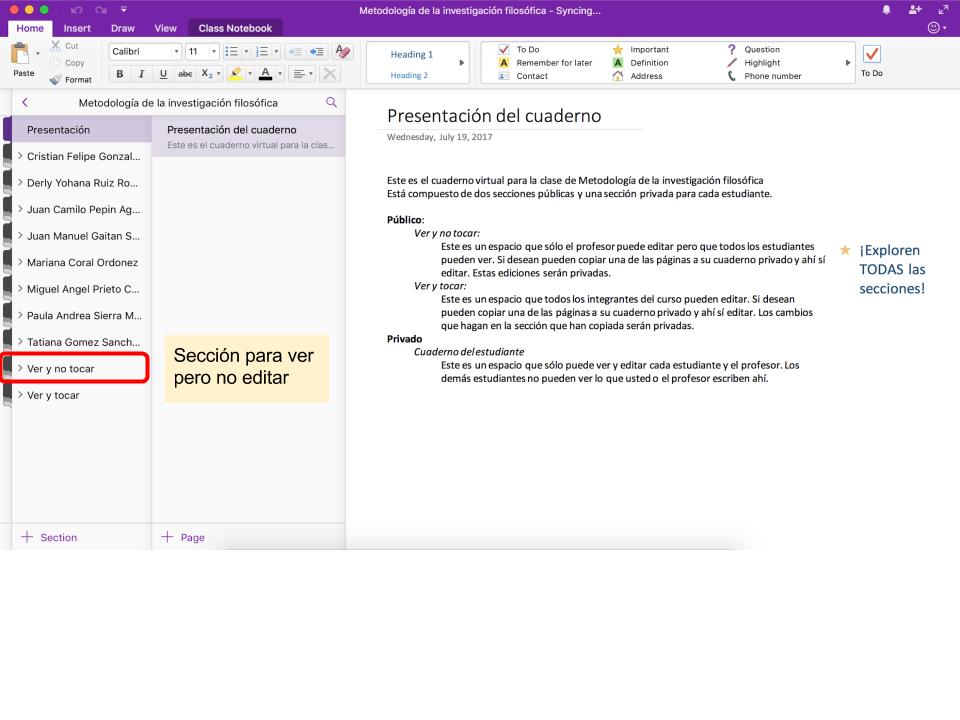 Metodología de la investigación filosófica - Syncing...
Home Insert Draw View Class Notebook
Paste
Cut
Copy
Format
Calibri 11
B I U abc X₂ A
Heading 1
Heading 2
To Do
Remember for later
Contact
Important
Definition
Address
Question
Highlight
Phone number
To Do
Metodología de la investigación filosófica
Presentación
Cristian Felipe Gonzal...
Derly Yohana Ruiz Ro...
Juan Camilo Pepin Ag...
Juan Manuel Gaitan S...
Mariana Coral Ordonez
Miguel Angel Prieto C...
Paula Andrea Sierra M...
Tatiana Gomez Sanch...
Ver y no tocar
Ver y tocar
+ Section
Presentación del cuaderno
Este es el cuaderno virtual para la clas...
Sección para ver
pero no editar
+ Page
Presentación del cuaderno
Wednesday, July 19, 2017
Este es el cuaderno virtual para la clase de Metodología de la investigación filosófica
Está compuesto de dos secciones públicas y una sección privada para cada estudiante.
Público:
Ver y no tocar:
Este es un espacio que sólo el profesor puede editar pero que todos los estudiantes
pueden ver. Si desean pueden copiar una de las páginas a su cuaderno privado y ahí sí
editar. Estas ediciones serán privadas.
Ver y tocar:
Este es un espacio que todos los integrantes del curso pueden editar. Si desean
pueden copiar una de las páginas a su cuaderno privado y ahí sí editar. Los cambios
que hagan en la sección que han copiada serán privadas.
Privado
Cuaderno del estudiante
Este es un espacio que sólo puede ver y editar cada estudiante y el profesor. Los
demás estudiantes no pueden ver lo que usted o el profesor escriben ahí.
¡Exploren
TODAS las
secciones!